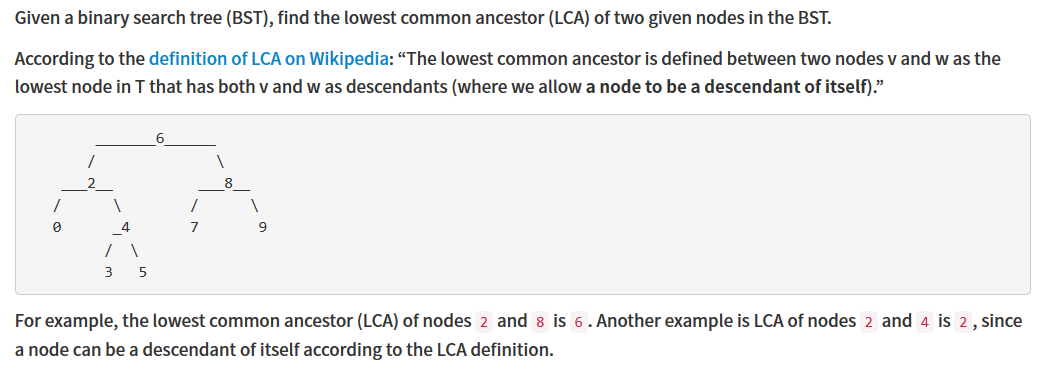 Given a binary search tree (BST), find the lowest common ancestor (LCA) of two given nodes in the BST.
According to the definition of LCA on Wikipedia: “The lowest common ancestor is defined between two nodes v and w as the
lowest node in T that has both v and w as descendants (where we allow a node to be a descendant of itself).”
_______6______
/ \
___2__ ___8__
/ \ / \
0 _4 7 9
/ \
3 5
For example, the lowest common ancestor (LCA) of nodes 2 and 8 is 6 . Another example is LCA of nodes 2 and 4 is 2 , since
a node can be a descendant of itself according to the LCA definition.